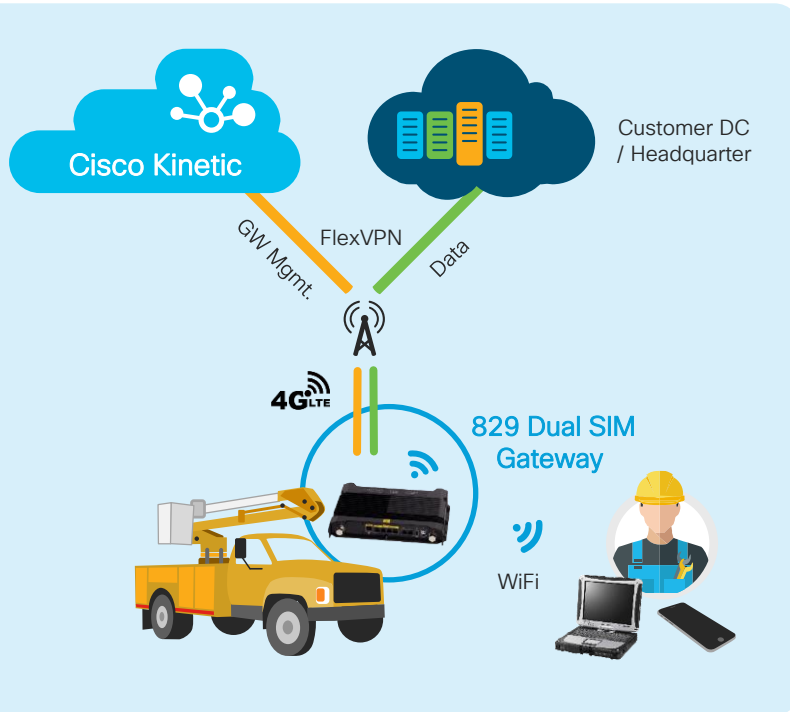 Cisco Kinetic
Customer DC
/ Headquarter
GW Mgmt.
FlexVPN
Data
4G LTE
829 Dual SIM
Gateway
WiFi